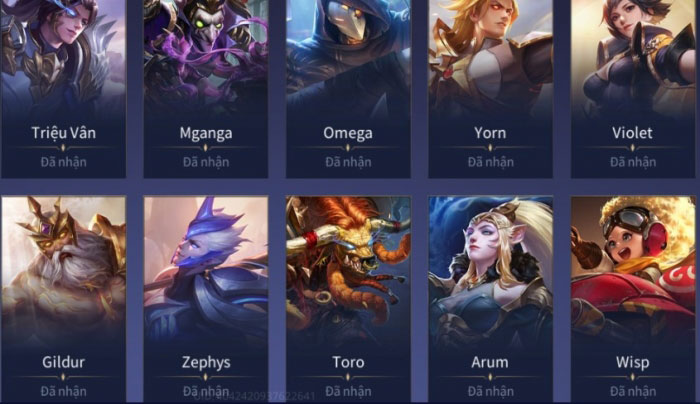 Triệu Vân
Mganga
Omega
Yorn
Violet
Đã nhận
Đã nhận
Đã nhận
Đã nhận
Đã nhận
Gildur
Zephys
Toro
Arum
Wisp
Đã nhận
Đã nhận
Đã nhận
Đã nhận
Đã nhận